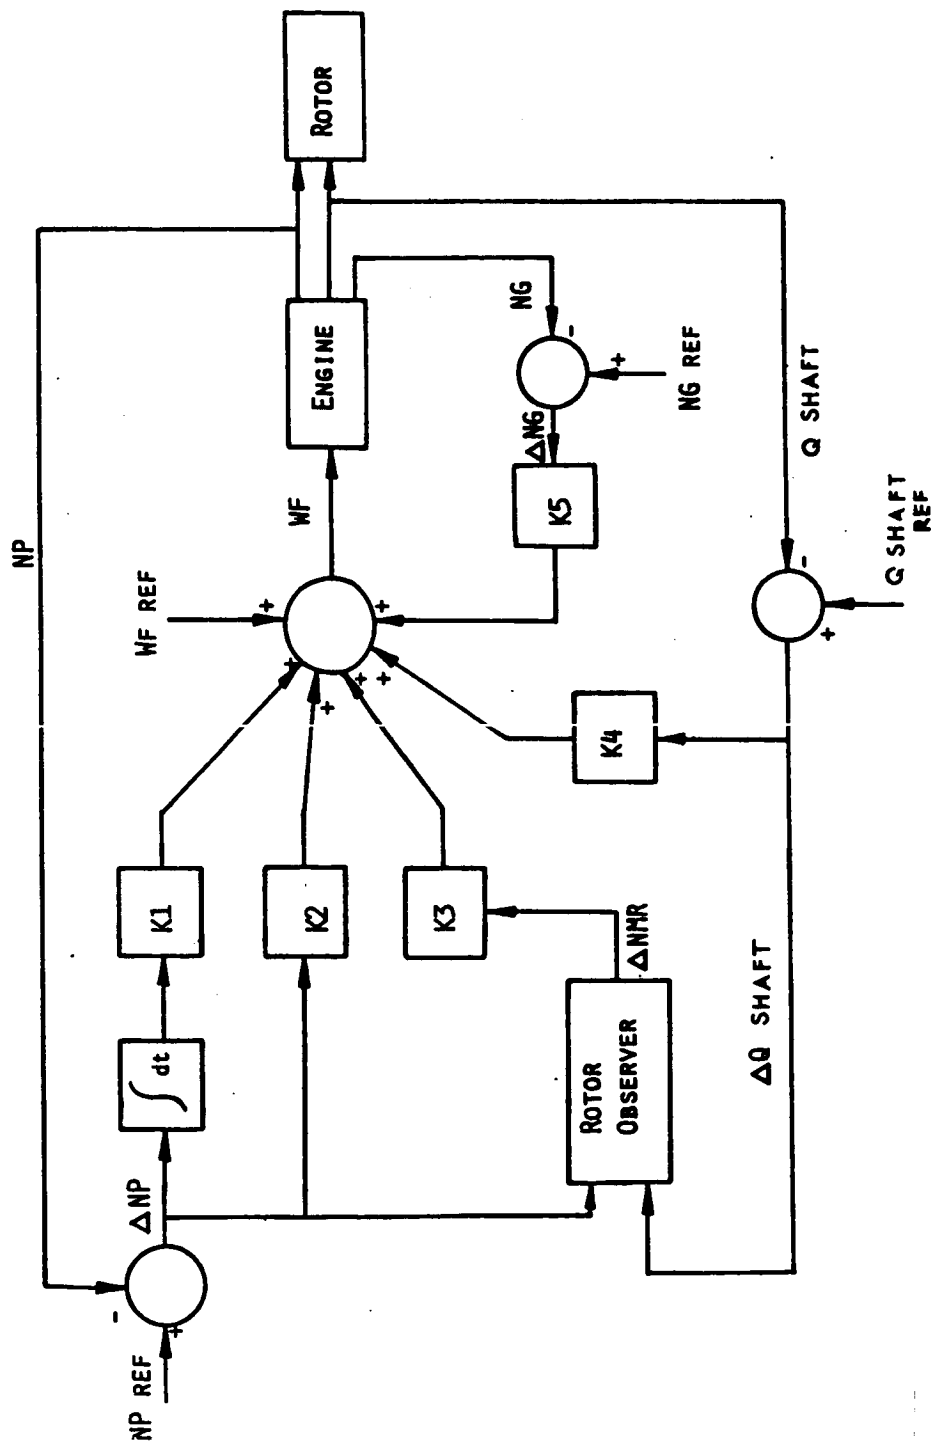 NP
NP REF
+
-
ΔNP
∫dt
K1
K2
K3
ROTOR
OBSERVER
ΔNMR
WF REF
+
+
+
+
+
+
WF
ENGINE
ROTOR
NG
-
+
NG REF
ΔNG
K5
K4
Q SHAFT
-
+
Q SHAFT
REF
ΔQ SHAFT